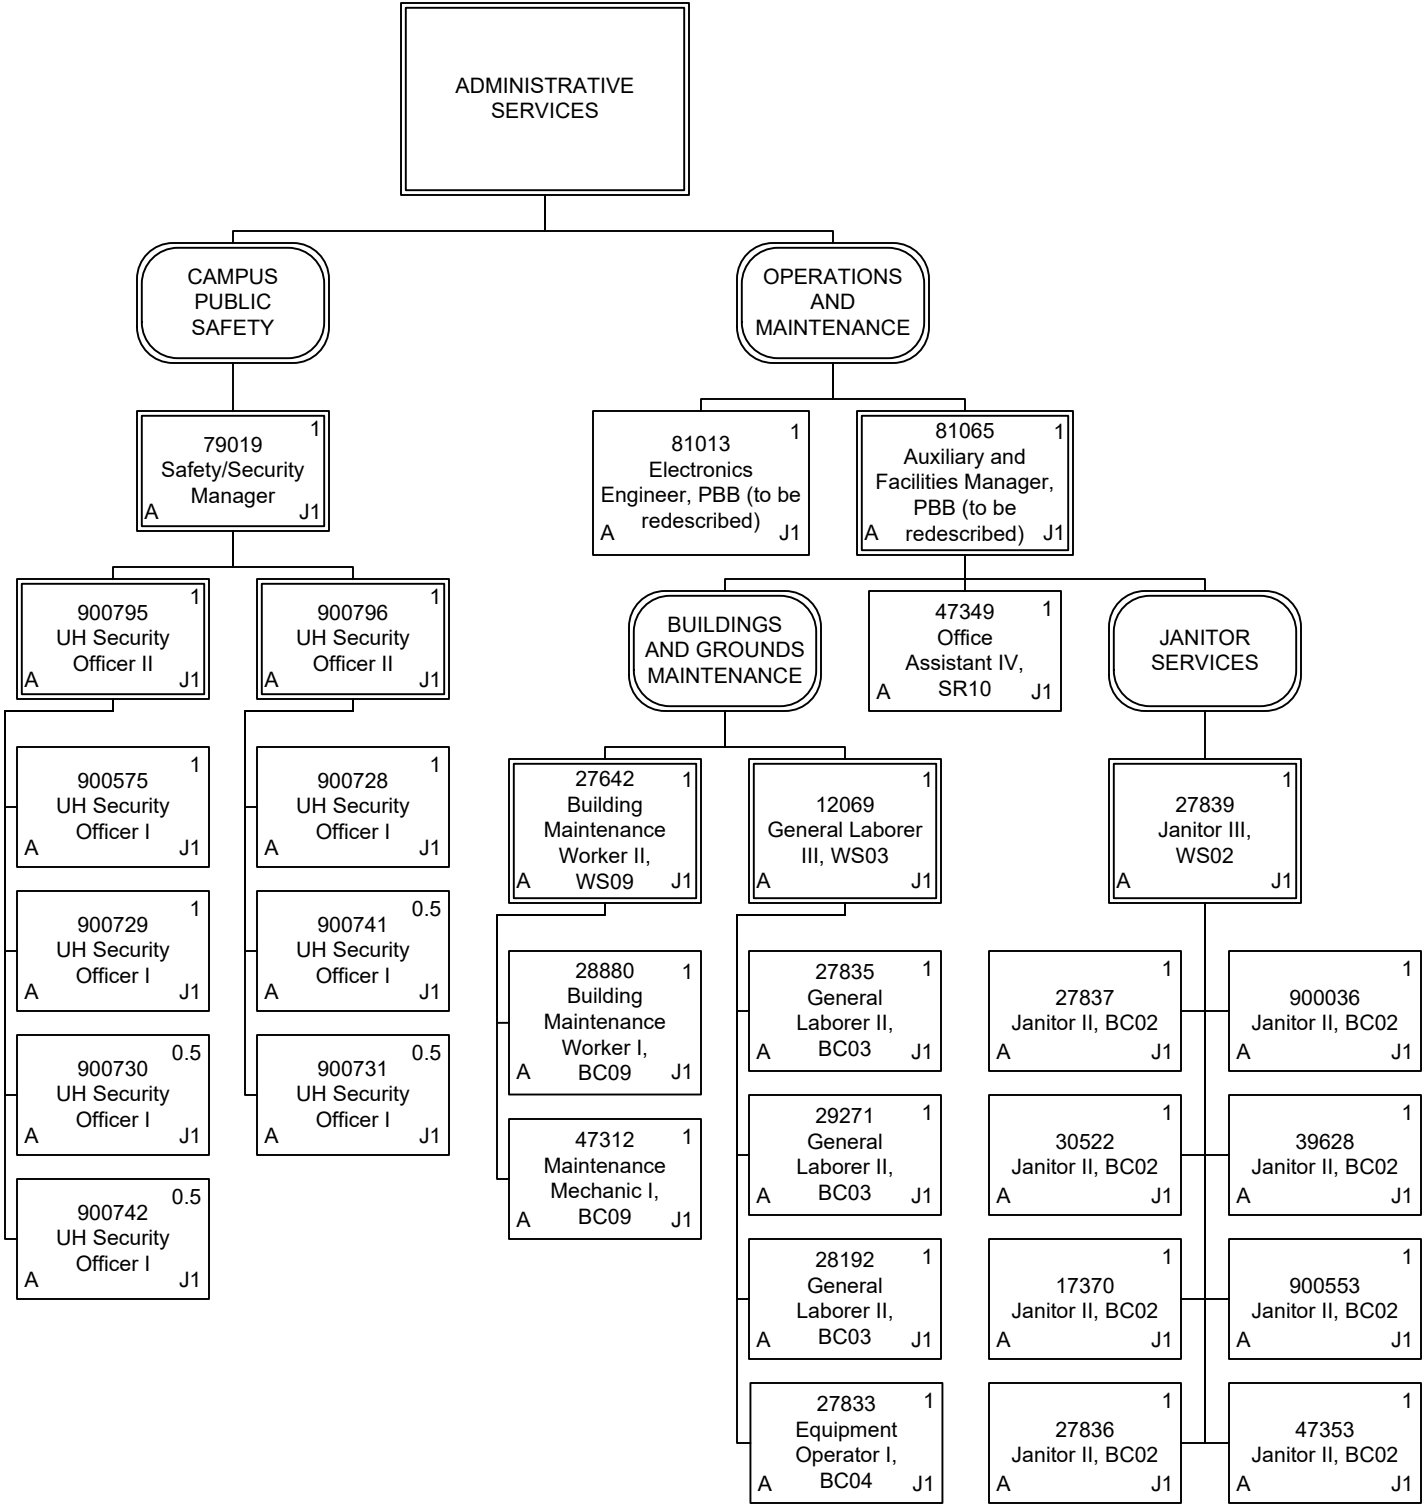 ADMINISTRATIVE
SERVICES
CAMPUS
PUBLIC
SAFETY
OPERATIONS
AND
MAINTENANCE
1
79019
Safety/Security
Manager
A J1
1
81013
Electronics
Engineer, PBB (to be
redescribed)
A J1
81065 1
Auxiliary and
Facilities Manager,
PBB (to be
redescribed)
A J1
1
900795
UH Security
Officer II
A J1
1
900796
UH Security
Officer II
A J1
BUILDINGS
AND GROUNDS
MAINTENANCE
47349 1
Office
Assistant IV,
SR10
A J1
JANITOR
SERVICES
1
900575
UH Security
Officer I
A J1
1
900728
UH Security
Officer I
A J1
27642 1
Building
Maintenance
Worker II,
WS09
A J1
1
12069
General Laborer
III, WS03
A J1
1
27839
Janitor III,
WS02
A J1
1
900729
UH Security
Officer I
A J1
0.5
900741
UH Security
Officer I
A J1
28880 1
Building
Maintenance
Worker I,
BC09
A J1
27835 1
General
Laborer II,
BC03
A J1
1
27837
Janitor II, BC02
A J1
1
900036
Janitor II, BC02
A J1
0.5
900730
UH Security
Officer I
A J1
0.5
900731
UH Security
Officer I
A J1
47312 1
Maintenance
Mechanic I,
BC09
A J1
29271 1
General
Laborer II,
BC03
A J1
1
30522
Janitor II, BC02
A J1
1
39628
Janitor II, BC02
A J1
0.5
900742
UH Security
Officer I
A J1
28192 1
General
Laborer II,
BC03
A J1
1
17370
Janitor II, BC02
A J1
1
900553
Janitor II, BC02
A J1
27833 1
Equipment
Operator I,
BC04
A J1
1
27836
Janitor II, BC02
A J1
1
47353
Janitor II, BC02
A J1